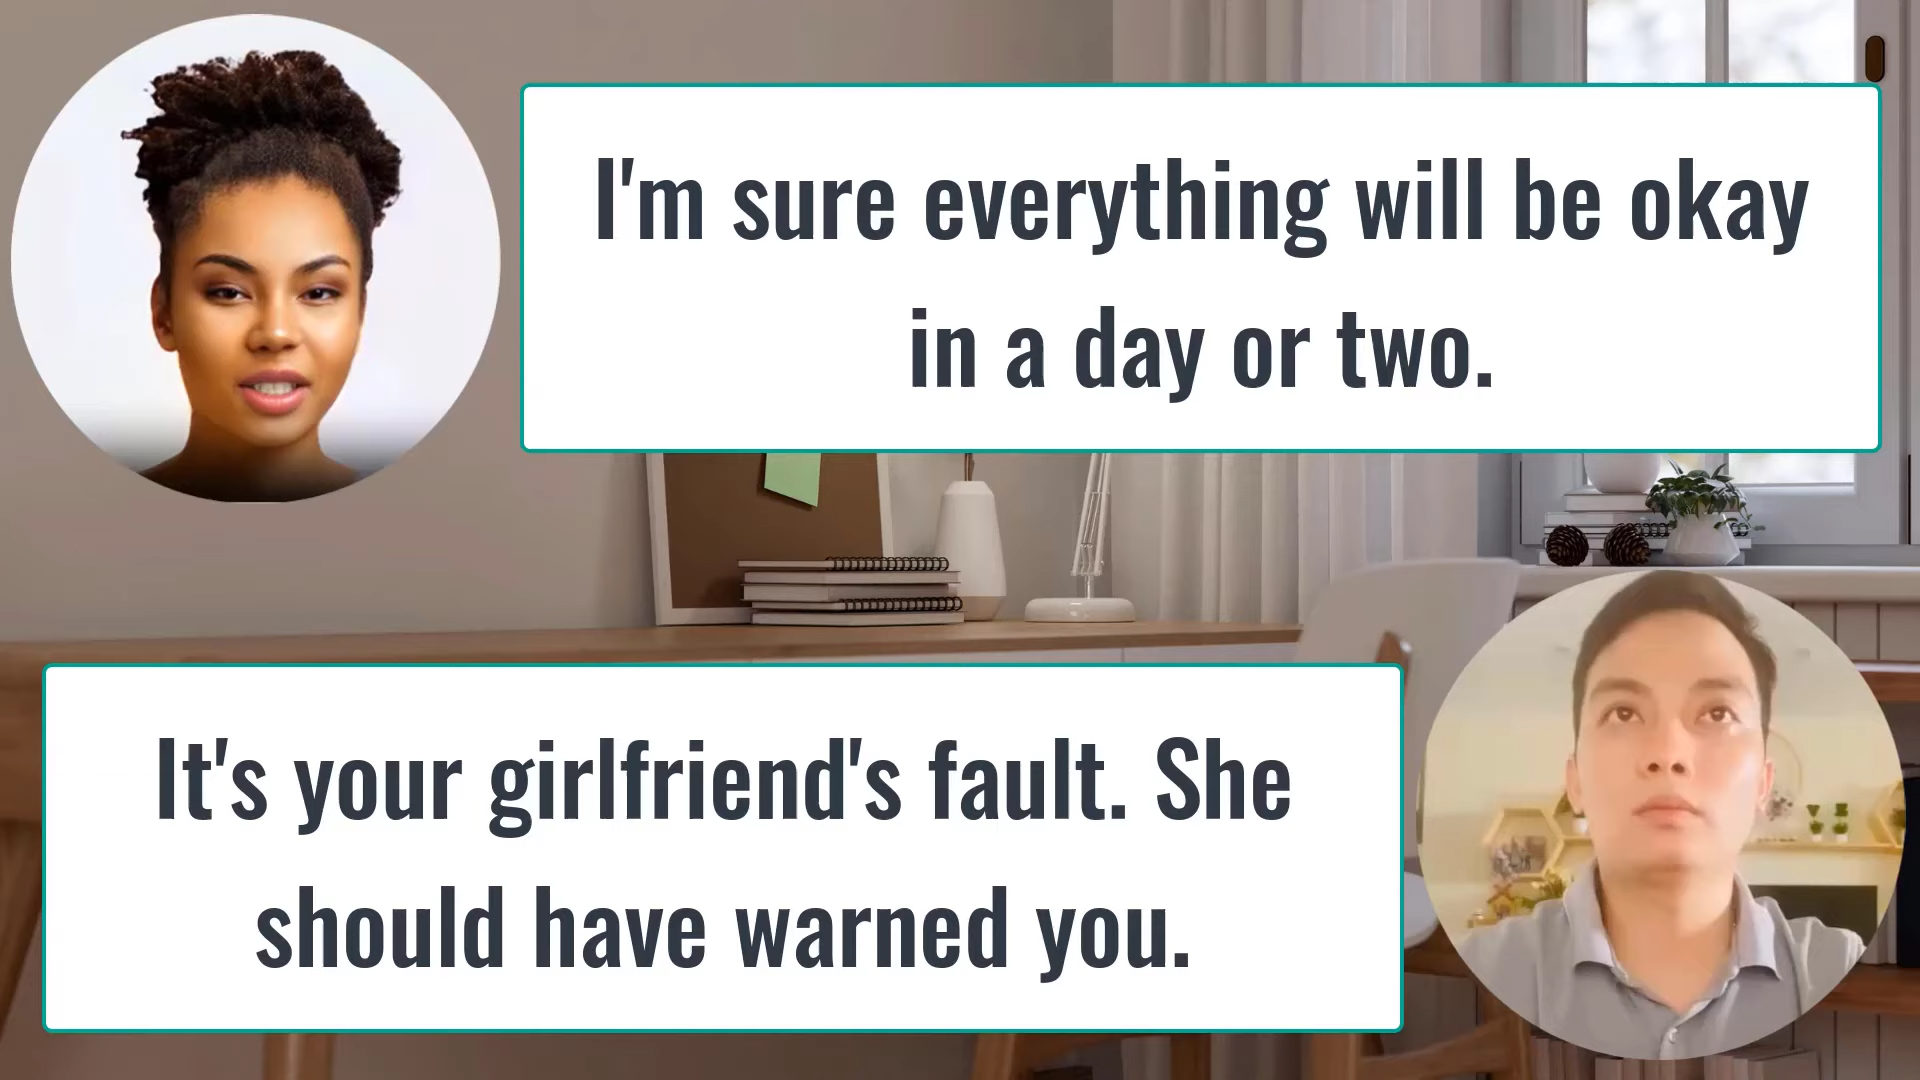 I'm sure everything will be okay
in a day or two.
It's your girlfriend's fault. She
should have warned you.